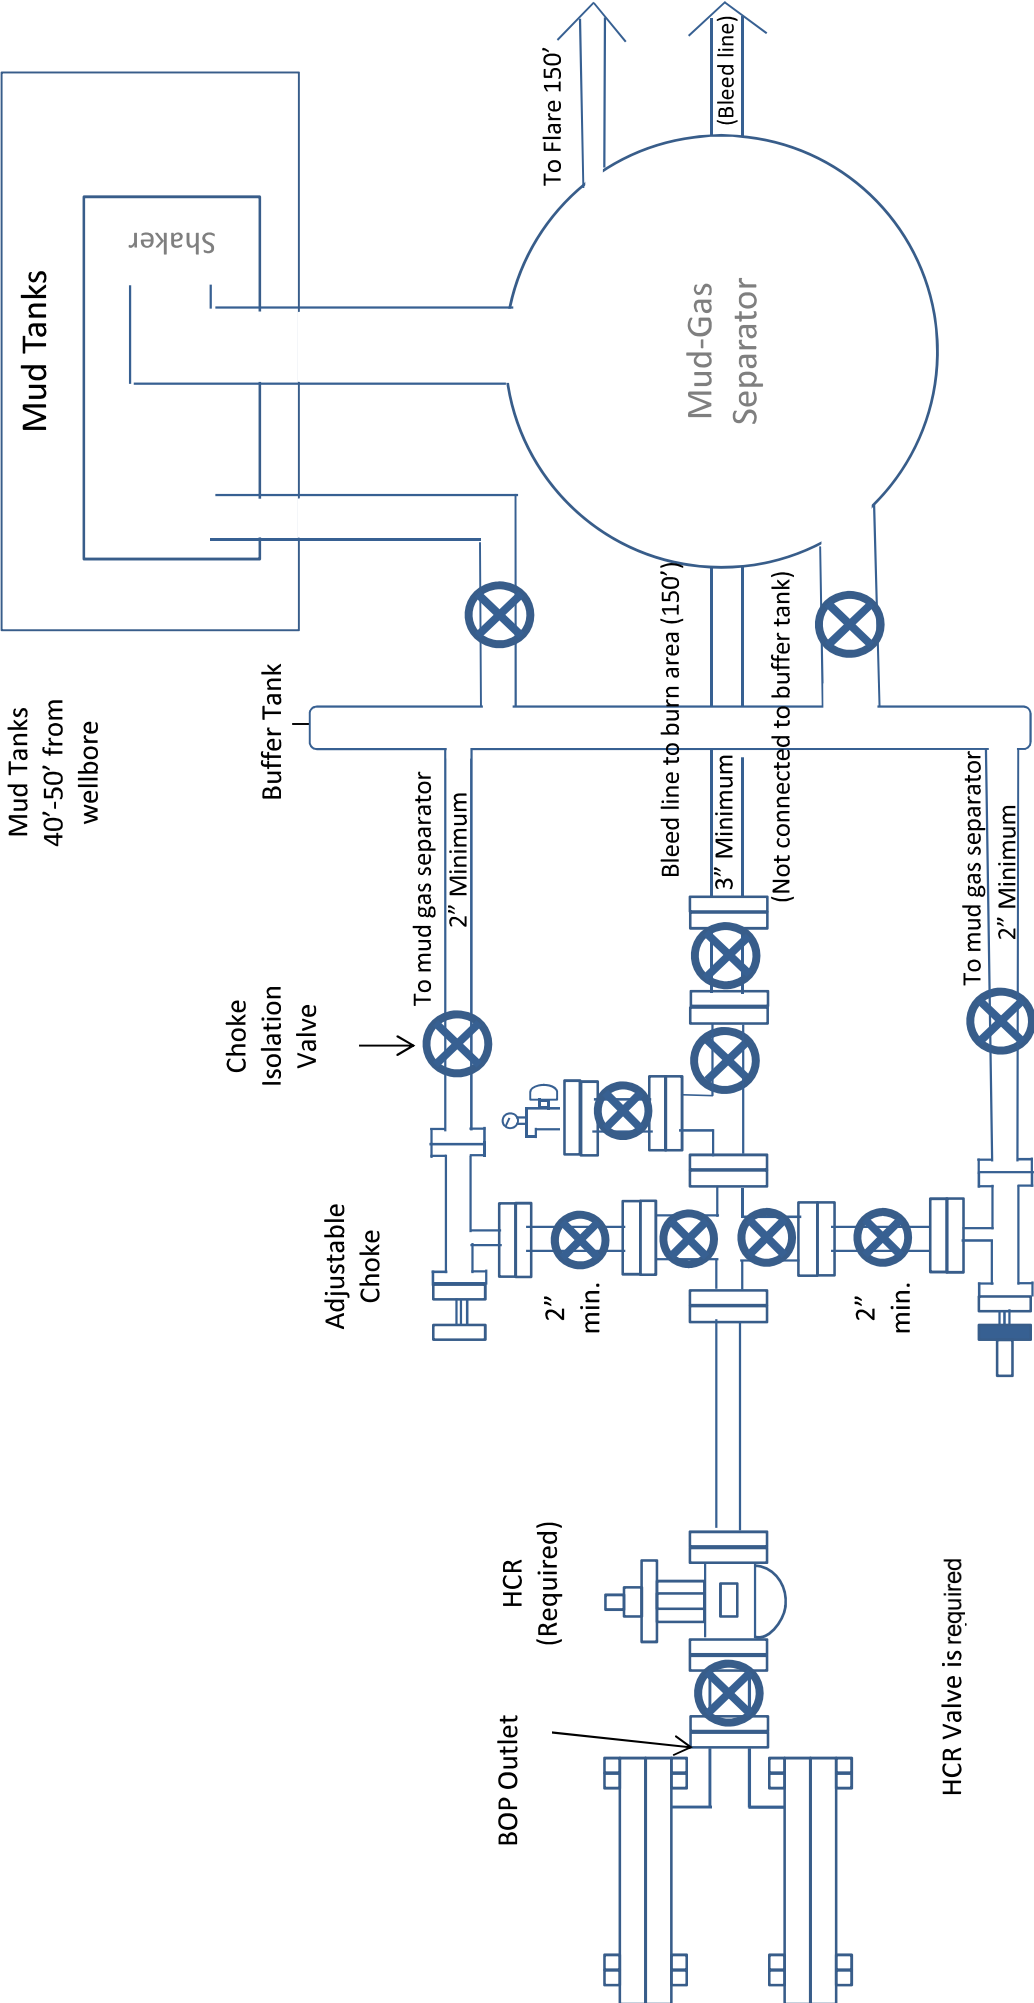 Mud Tanks
Shaker
To Flare 150’
(Bleed line)
Mud-Gas
Separator
Mud Tanks
40’-50’ from
wellbore
Buffer Tank
To mud gas separator
2” Minimum
Bleed line to burn area (150’)
3” Minimum
(Not connected to buffer tank)
To mud gas separator
2” Minimum
Choke
Isolation
Valve
Adjustable
Choke
2”
min.
2”
min.
HCR
(Required)
BOP Outlet
HCR Valve is required